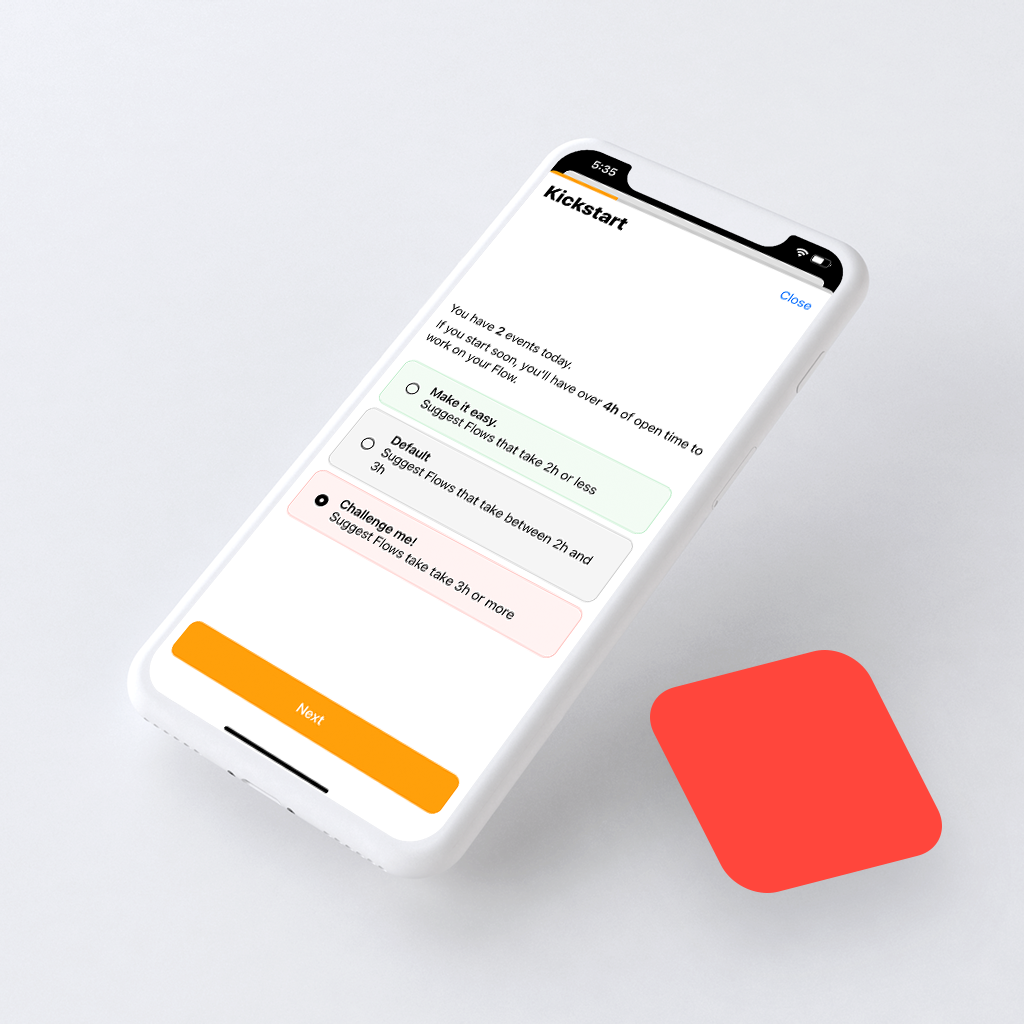 5:35
Kickstart
Close
You have 2 events today.
If you start soon, you'll have over 4h of open time to
work on your Flow.
Make it easy.
Suggest Flows that take 2h or less
Default
Suggest Flows that take between 2h and
3h
Challenge me!
Suggest Flows take take 3h or more
Next